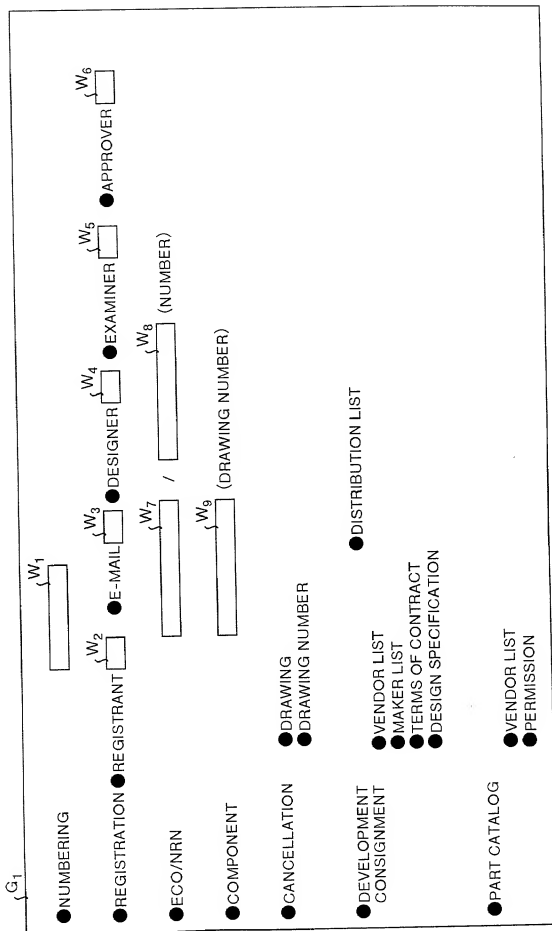 G1
●NUMBERING W1
●REGISTRATION ●REGISTRANT W2 ●E-MAIL W3 ●DESIGNER W4 ●EXAMINER W5 ●APPROVER W6
●ECO/NRN W7 / W8 (NUMBER)
●COMPONENT W9 (DRAWING NUMBER)
●CANCELLATION ●DRAWING
●DRAWING NUMBER
●DEVELOPMENT CONSIGNMENT ●VENDOR LIST ●DISTRIBUTION LIST
●MAKER LIST
●TERMS OF CONTRACT
●DESIGN SPECIFICATION
●PART CATALOG ●VENDOR LIST
●PERMISSION